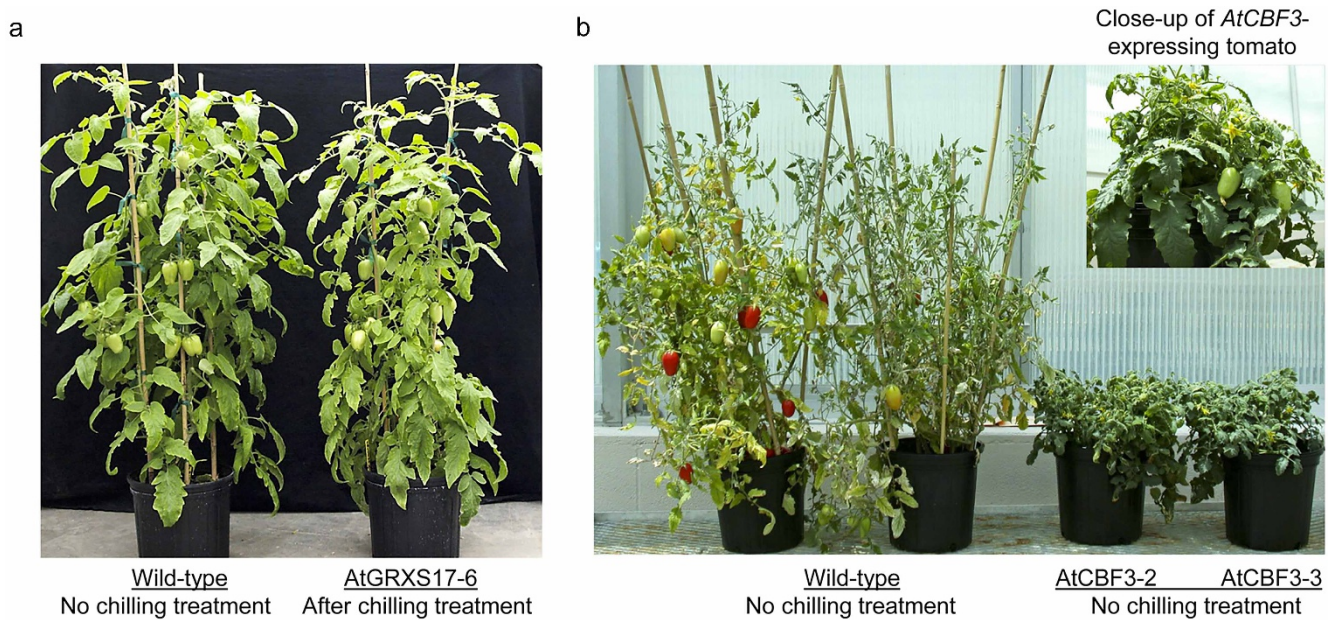 a
b
Close-up of AtCBF3-
expressing tomato
Wild-type
No chilling treatment
AtGRXS17-6
After chilling treatment
Wild-type
No chilling treatment
AtCBF3-2
AtCBF3-3
No chilling treatment